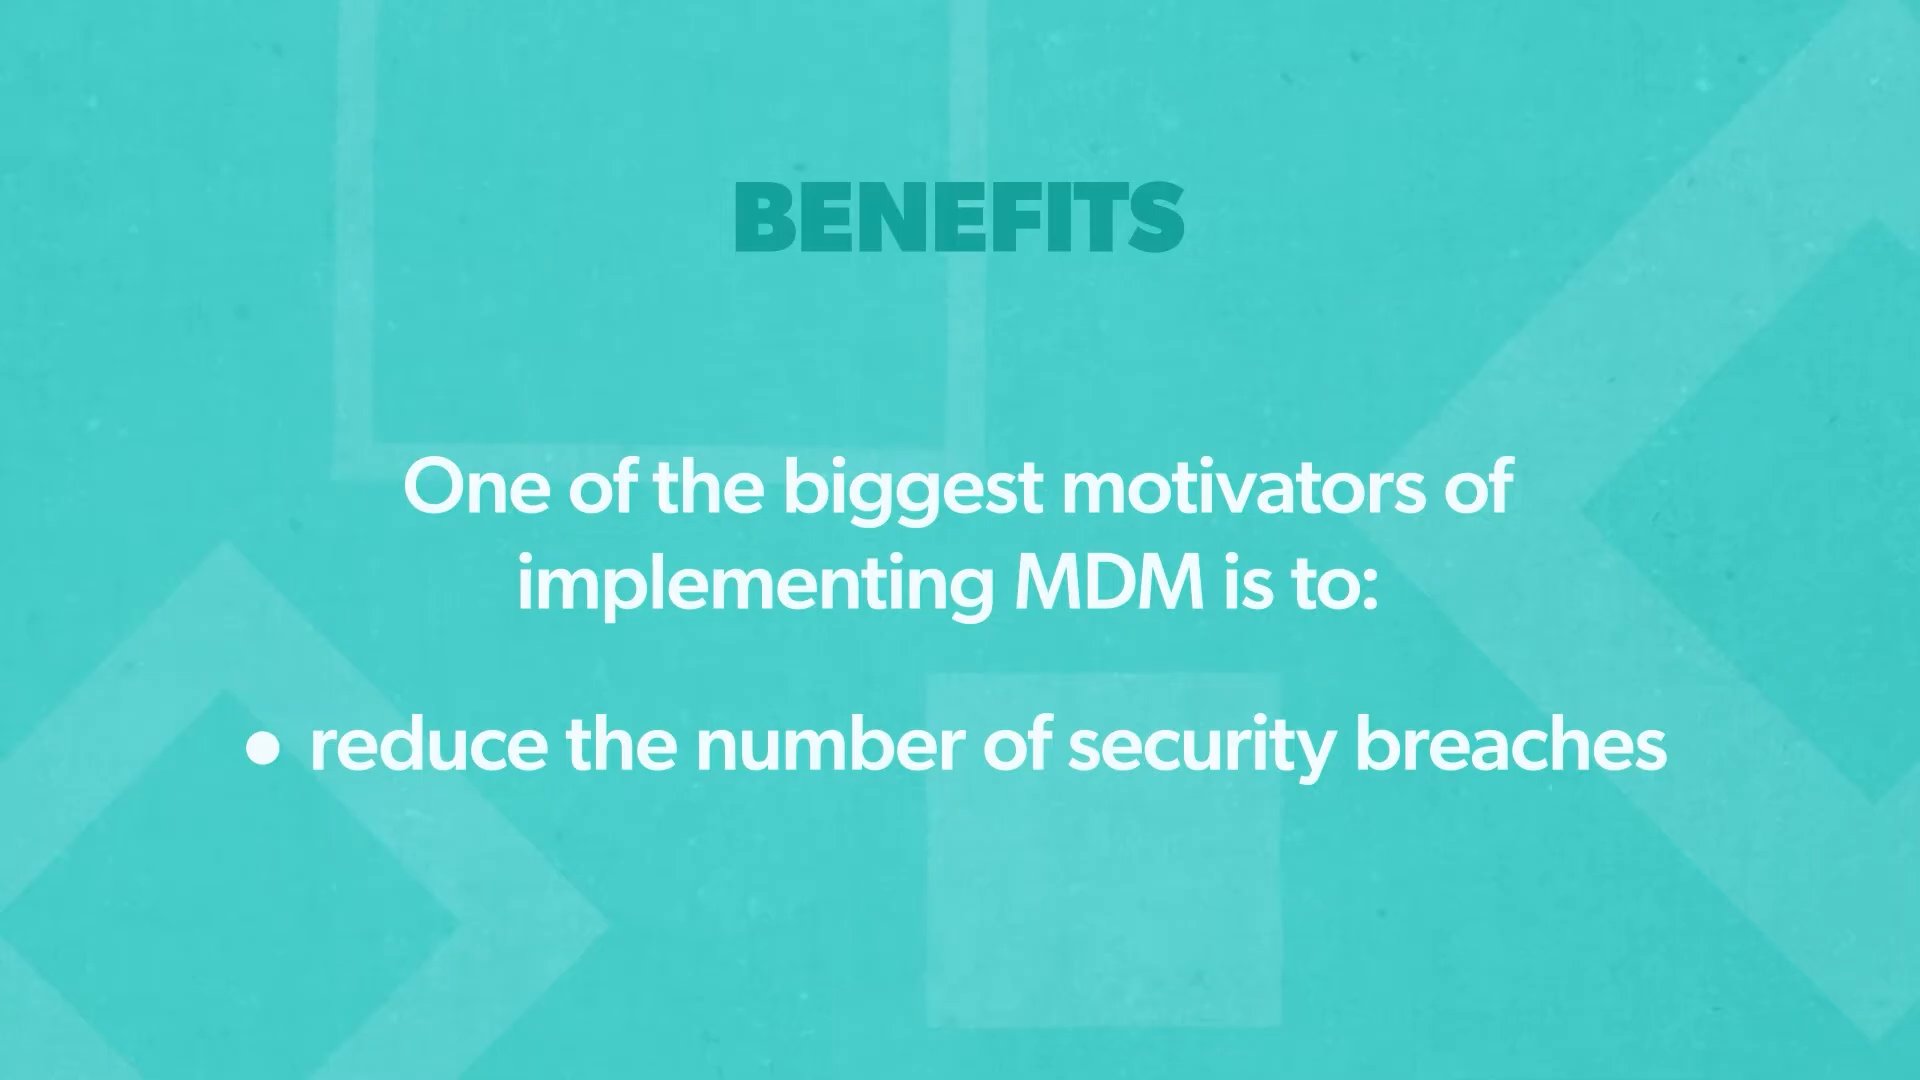 BENEFITS
One of the biggest motivators of
implementing MDM is to:
● reduce the number of security breaches